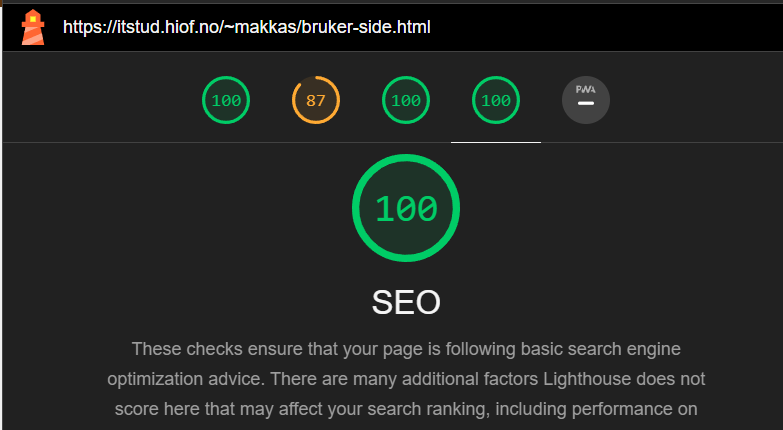 https://itstud.hiof.no/~makkas/bruker-side.html
100 87 100 100 PWA
100
SEO
These checks ensure that your page is following basic search engine
optimization advice. There are many additional factors Lighthouse does not
score here that may affect your search ranking, including performance on